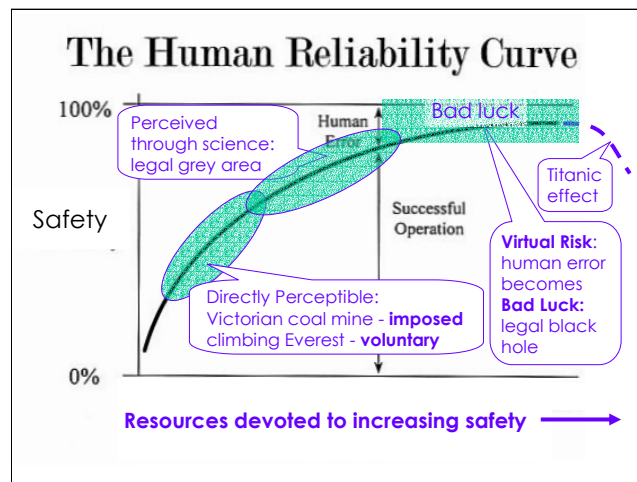 The Human Reliability Curve
100%
Bad luck
Human
Error
Perceived
through science:
legal grey area
Titanic
effect
Safety
Successful
Operation
Virtual Risk:
human error
becomes
Bad Luck:
legal black
hole
Directly Perceptible:
Victorian coal mine - imposed
climbing Everest - voluntary
0%
Resources devoted to increasing safety